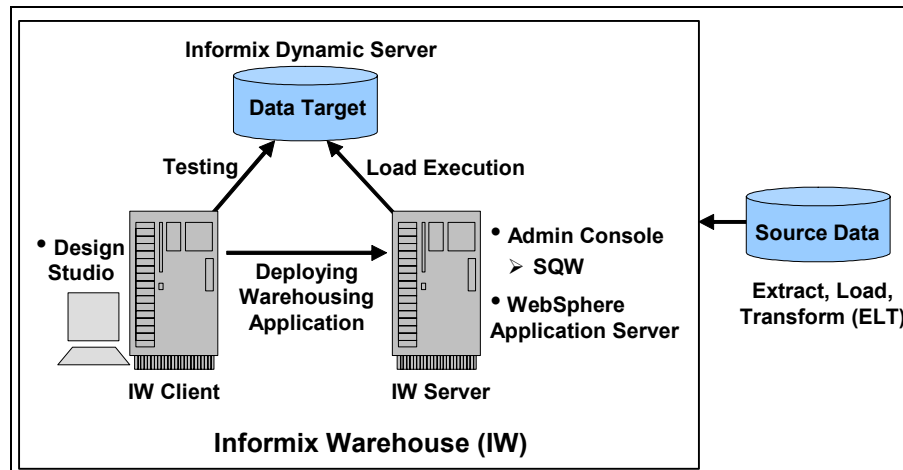 Informix Dynamic Server
Data Target
Testing
Load Execution
• Design
Studio
Deploying
Warehousing
Application
• Admin Console
➢ SQW
• WebSphere
Application Server
IW Client
IW Server
Informix Warehouse (IW)
Source Data
Extract, Load,
Transform (ELT)